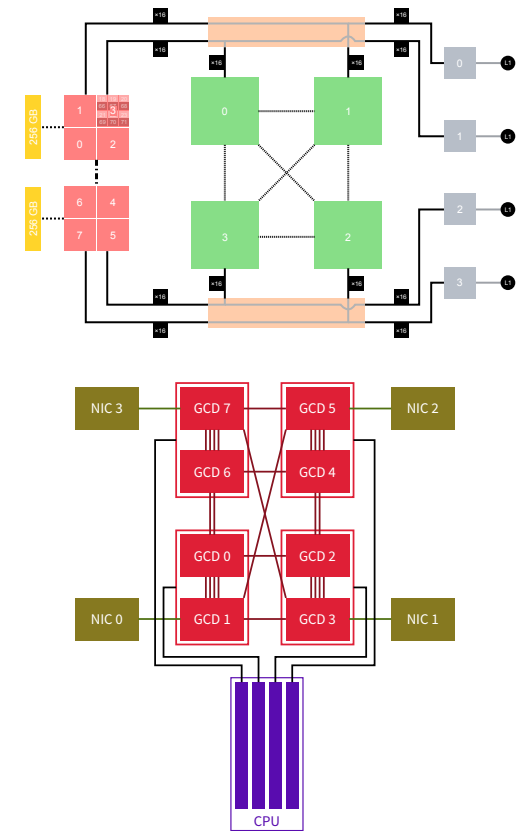 ×16 ×16
×16 ×16
×16 ×16
0
L1
0 1
256 GB
1 3
0 2
1
L1
256 GB
6 4
7 5
2
L1
3 2
3
L1
×16 ×16
×16 ×16
×16 ×16
NIC 3 GCD 7 GCD 5 NIC 2
GCD 6 GCD 4
GCD 0 GCD 2
NIC 0 GCD 1 GCD 3 NIC 1
CPU